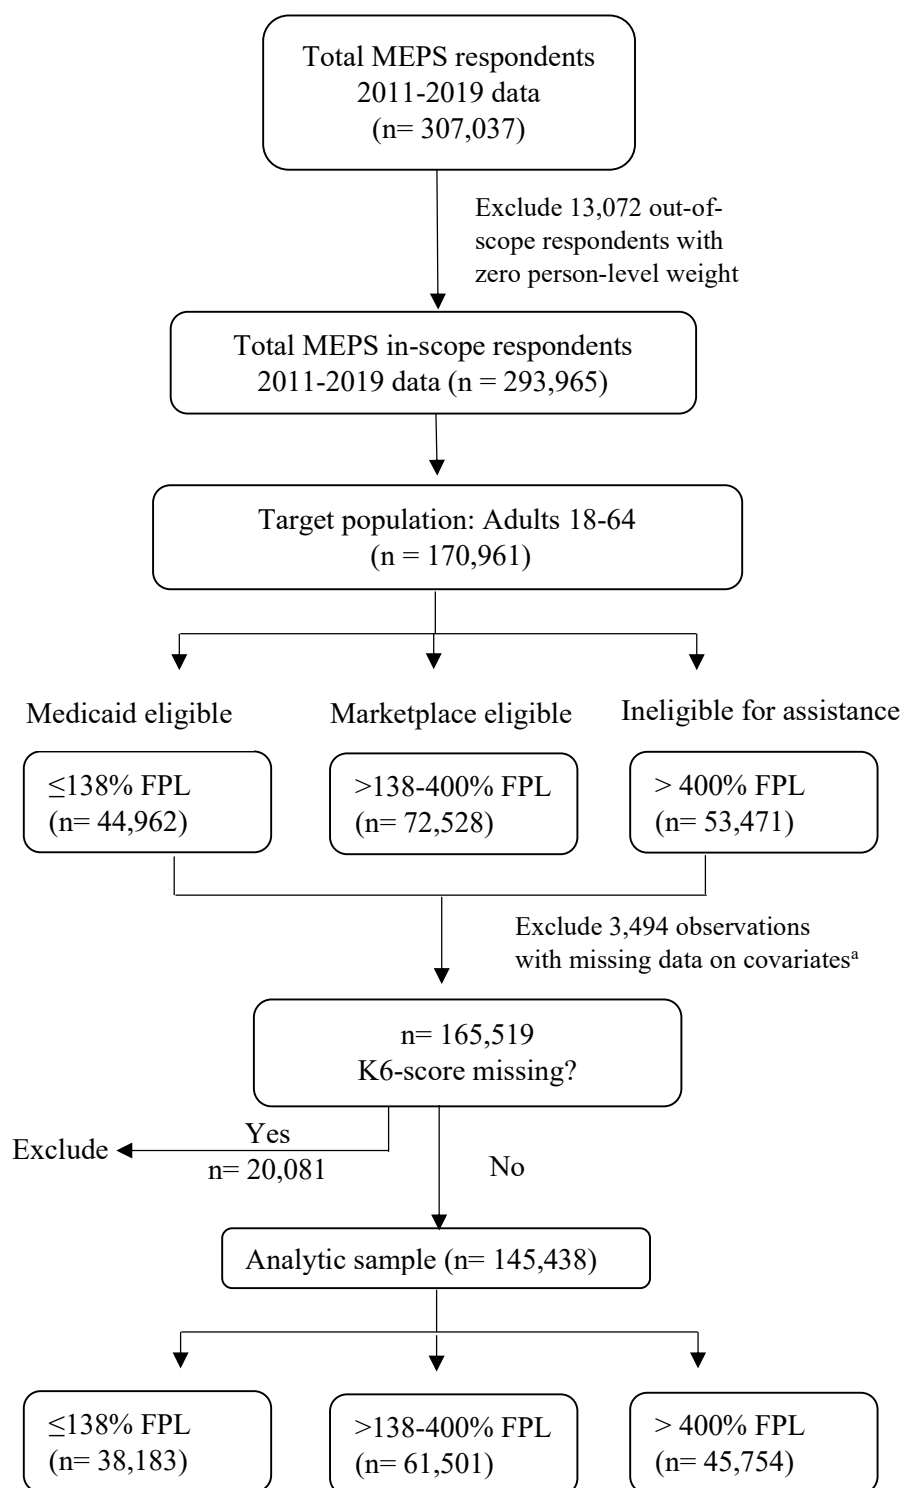 Total MEPS respondents
2011-2019 data
(n= 307,037)
Exclude 13,072 out-of-
scope respondents with
zero person-level weight
Total MEPS in-scope respondents
2011-2019 data (n = 293,965)
Target population: Adults 18-64
(n = 170,961)
Medicaid eligible
Marketplace eligible
Ineligible for assistance
≤138% FPL
(n= 44,962)
>138-400% FPL
(n= 72,528)
> 400% FPL
(n= 53,471)
Exclude 3,494 observations
with missing data on covariatesᵃ
n= 165,519
K6-score missing?
Yes
Exclude
n= 20,081
No
Analytic sample (n= 145,438)
≤138% FPL
(n= 38,183)
>138-400% FPL
(n= 61,501)
> 400% FPL
(n= 45,754)